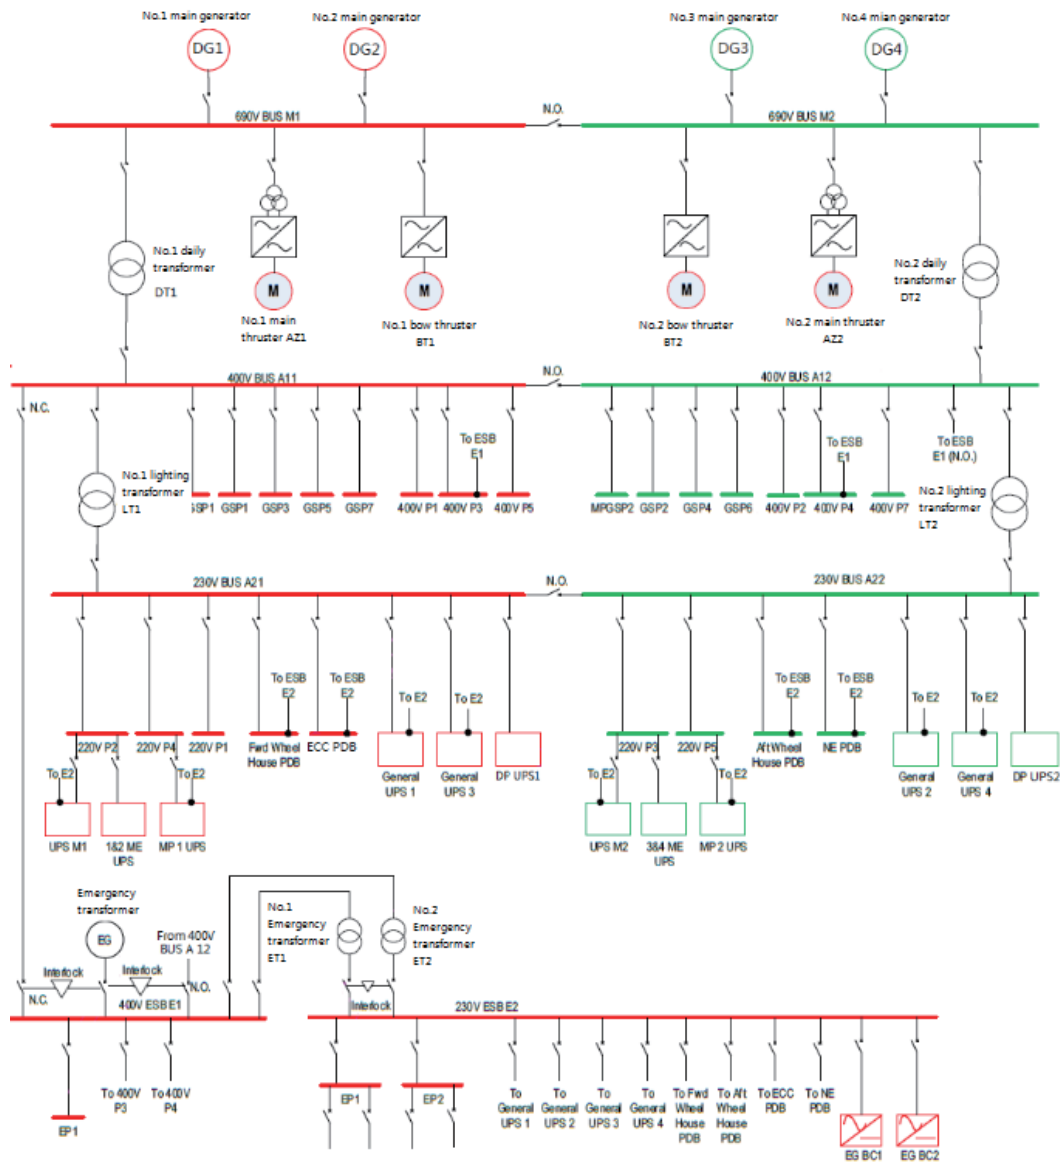 No.1 main generator
No.2 main generator
No.3 main generator
No.4 mian generator
DG1
DG2
DG3
DG4
N.O.
690V BUS M1
690V BUS M2
No.1 daily
transformer
DT1
No.2 daily
transformer
DT2
M
M
M
M
No.1 main
thruster AZ1
No.1 bow thruster
BT1
No.2 bow thruster
BT2
No.2 main thruster
AZ2
400V BUS A11
N.O.
400V BUS A12
N.C.
To ESB
E1
To ESB
E1
To ESB
E1 (N.O.)
No.1 lighting
transformer
LT1
No.2 lighting
transformer
LT2
GSP1
GSP3
GSP5
GSP7
400V P1
400V P3
400V P5
MPGSP2
GSP2
GSP4
GSP6
400V P2
400V P4
400V P7
230V BUS A21
N.O.
230V BUS A22
To ESB
E2
To ESB
E2
To E2
To E2
To ESB
E2
To ESB
E2
To E2
To E2
220V P2
220V P4
220V P1
Fwd Wheel
House PDB
ECC PDB
General
UPS 1
General
UPS 3
DP UPS1
220V P3
220V P5
Aft Wheel
House PDB
NE PDB
General
UPS 2
General
UPS 4
DP UPS2
To E2
To E2
To E2
To E2
UPS M1
1&2 ME
UPS
MP 1 UPS
UPS M2
3&4 ME
UPS
MP 2 UPS
Emergency
transformer
EG
From 400V
BUS A 12
No.1
Emergency
transformer
ET1
No.2
Emergency
transformer
ET2
Interlock
Interlock
N.C.
N.O.
Interlock
400V ESB E1
230V ESB E2
EP1
To 400V
P3
To 400V
P4
EP1
EP2
To
General
UPS 1
To
General
UPS 2
To
General
UPS 3
To
General
UPS 4
To Fwd
Wheel
House
PDB
To Aft
Wheel
House
PDB
To ECC
PDB
To NE
PDB
EG BC1
EG BC2